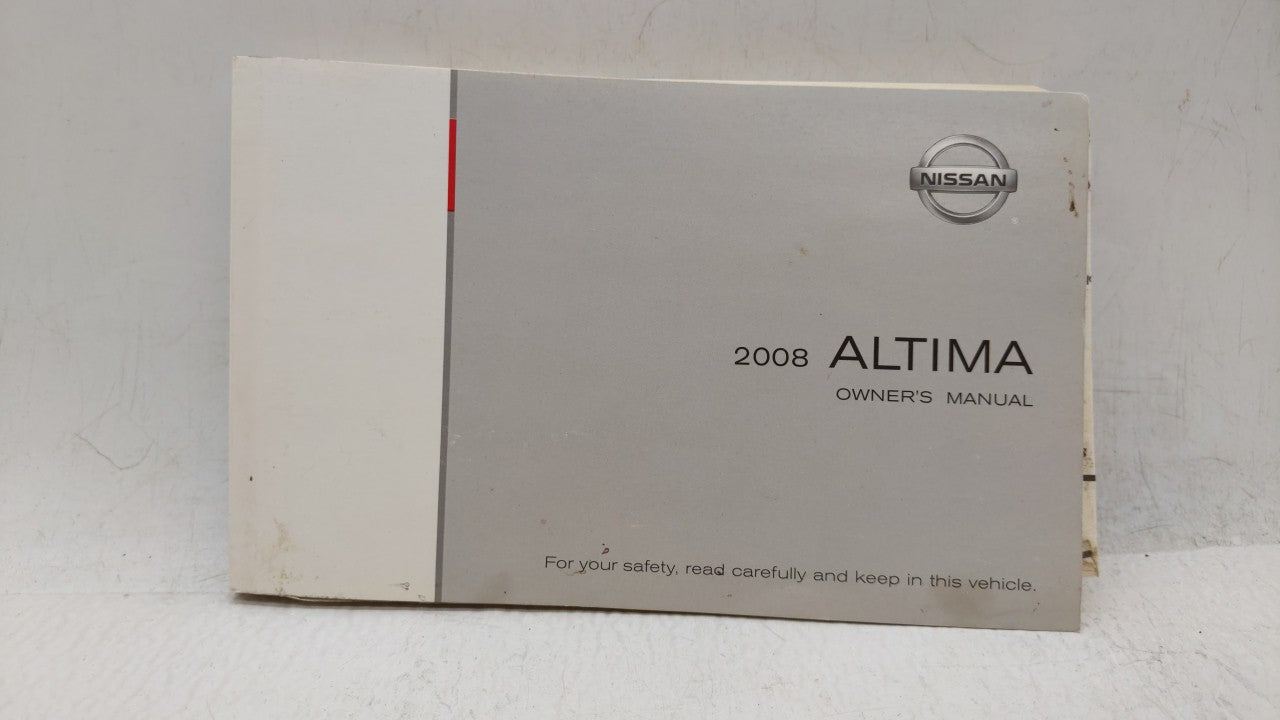 NISSAN
2008 ALTIMA
OWNER'S MANUAL
For your safety, read carefully and keep in this vehicle.